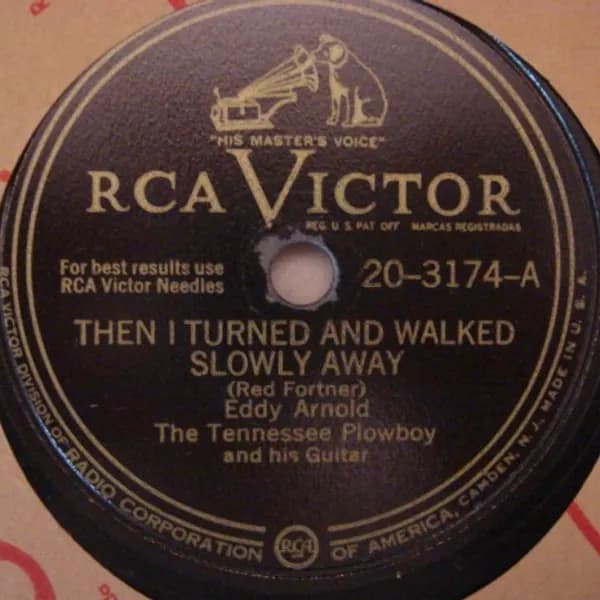 "HIS MASTER'S VOICE"
RCA VICTOR
REG. U.S. PAT OFF MARCAS REGISTRADAS
For best results use
RCA Victor Needles
20-3174-A
THEN I TURNED AND WALKED
SLOWLY AWAY
(Red Fortner)
Eddy Arnold
The Tennessee Plowboy
and his Guitar
RCA VICTOR DIVISION OF RADIO CORPORATION OF AMERICA, CAMDEN, N. J. MADE IN U. S. A.
RCA